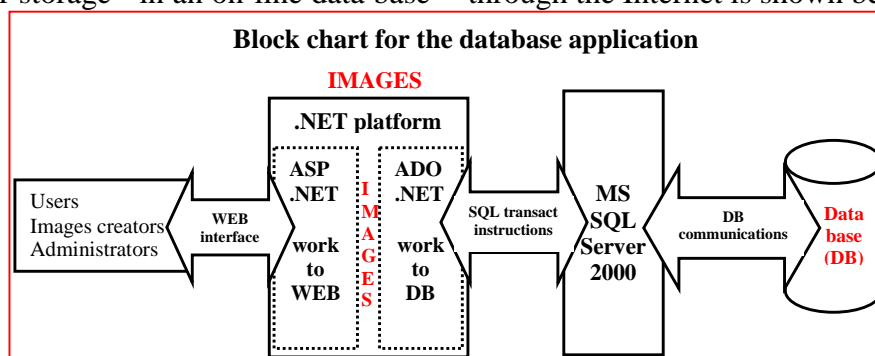 r storage in an on-line data-base through the Internet is shown be
Block chart for the database application
IMAGES
.NET platform
Users
Images creators
Administrators
WEB
interface
ASP
.NET
work
to
WEB
IMAGES
ADO
.NET
work
to
DB
SQL transact
instructions
MS
SQL
Server
2000
DB
communications
Data
base
(DB)